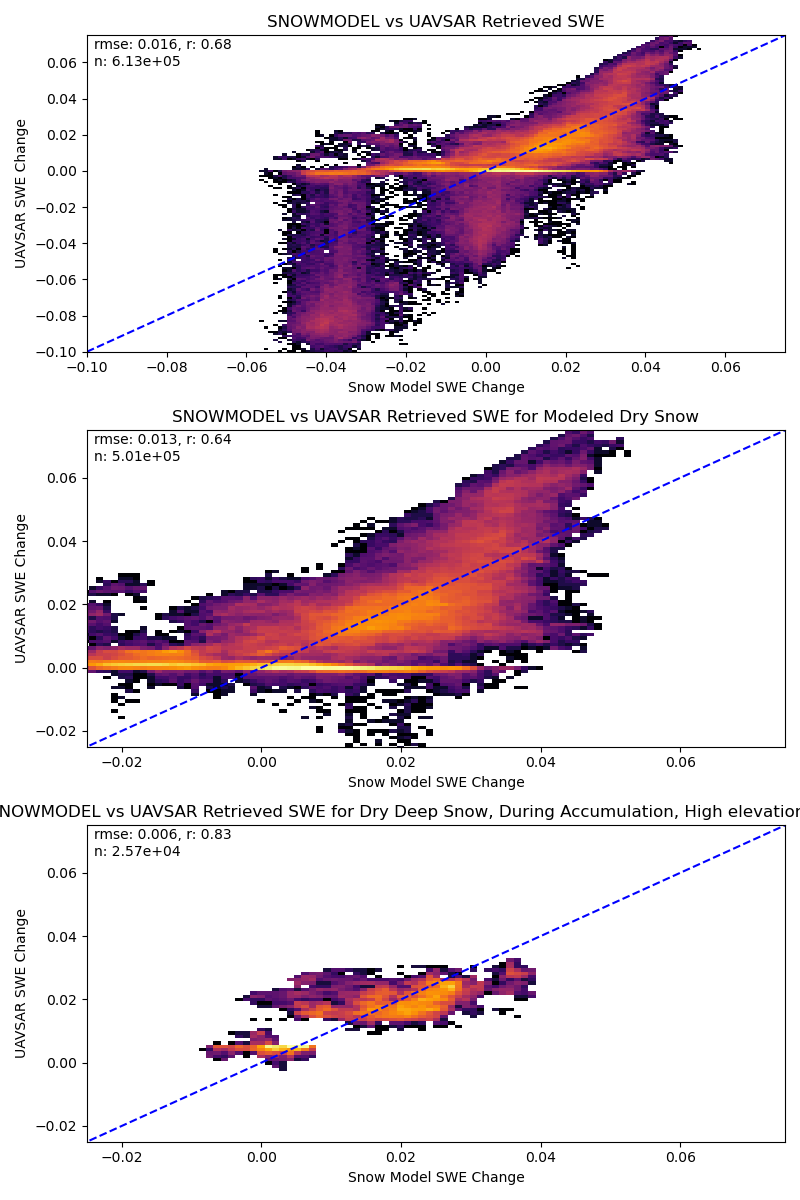 SNOWMODEL vs UAVSAR Retrieved SWE
rmse: 0.016, r: 0.68
n: 6.13e+05
0.06
0.04
0.02
0.00
−0.02
−0.04
−0.06
−0.08
−0.10
UAVSAR SWE Change
−0.10 −0.08 −0.06 −0.04 −0.02 0.00 0.02 0.04 0.06
Snow Model SWE Change
SNOWMODEL vs UAVSAR Retrieved SWE for Modeled Dry Snow
rmse: 0.013, r: 0.64
n: 5.01e+05
0.06
0.04
0.02
0.00
−0.02
UAVSAR SWE Change
−0.02 0.00 0.02 0.04 0.06
Snow Model SWE Change
NOWMODEL vs UAVSAR Retrieved SWE for Dry Deep Snow, During Accumulation, High elevation
rmse: 0.006, r: 0.83
n: 2.57e+04
0.06
0.04
0.02
0.00
−0.02
UAVSAR SWE Change
−0.02 0.00 0.02 0.04 0.06
Snow Model SWE Change